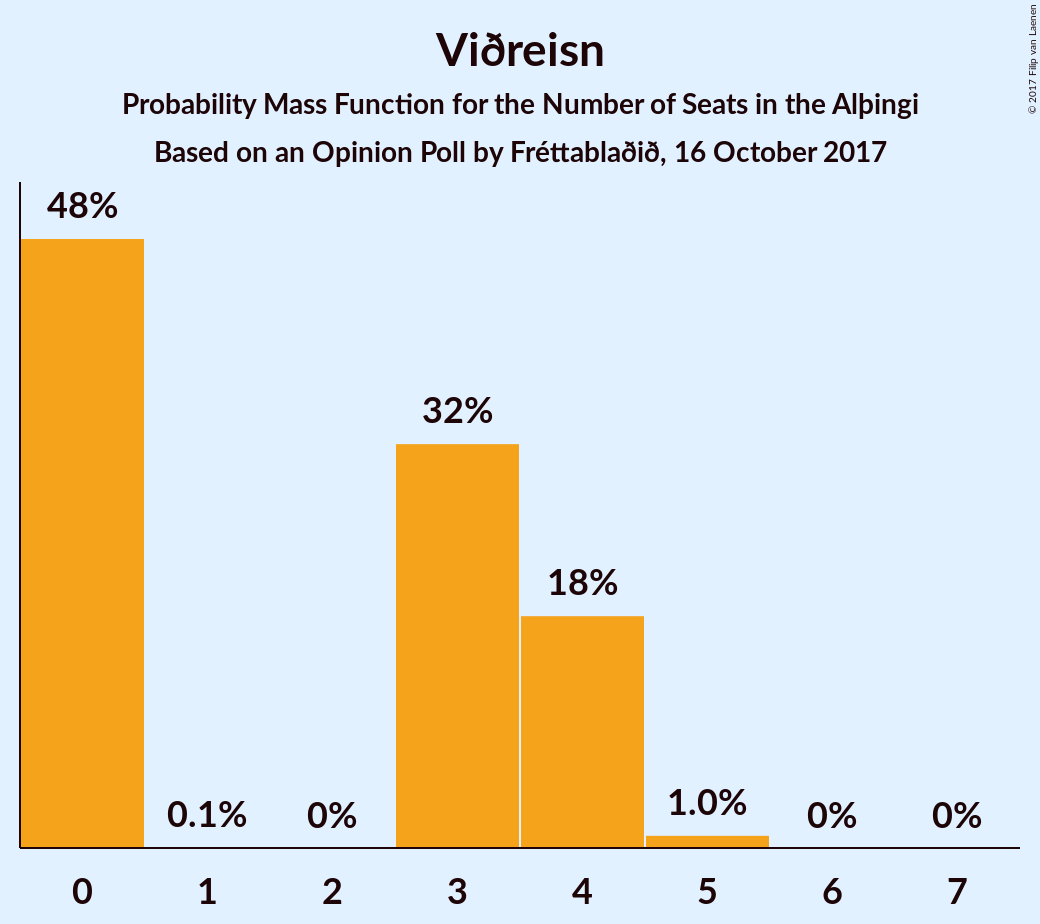 Viðreisn
Probability Mass Function for the Number of Seats in the Alþingi
Based on an Opinion Poll by Fréttablaðið, 16 October 2017
© 2017 Filip van Laenen
48%
0.1%
0%
32%
18%
1.0%
0%
0%
0 1 2 3 4 5 6 7